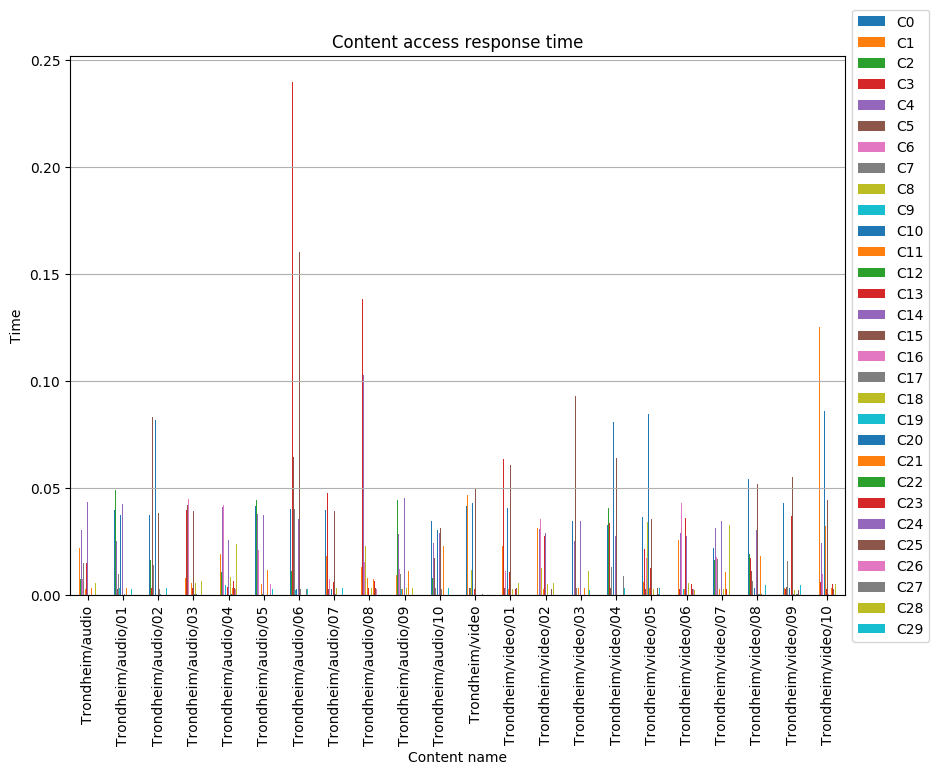 Content access response time
0.25
0.20
0.15
0.10
0.05
0.00
Time
Trondheim/audio
Trondheim/audio/01
Trondheim/audio/02
Trondheim/audio/03
Trondheim/audio/04
Trondheim/audio/05
Trondheim/audio/06
Trondheim/audio/07
Trondheim/audio/08
Trondheim/audio/09
Trondheim/audio/10
Trondheim/video
Trondheim/video/01
Trondheim/video/02
Trondheim/video/03
Trondheim/video/04
Trondheim/video/05
Trondheim/video/06
Trondheim/video/07
Trondheim/video/08
Trondheim/video/09
Trondheim/video/10
Content name
C0
C1
C2
C3
C4
C5
C6
C7
C8
C9
C10
C11
C12
C13
C14
C15
C16
C17
C18
C19
C20
C21
C22
C23
C24
C25
C26
C27
C28
C29